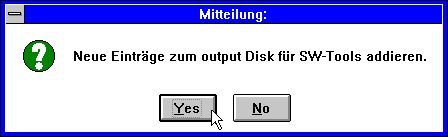 Mitteilung:
Neue Einträge zum output Disk für SW-Tools addieren.
Yes No